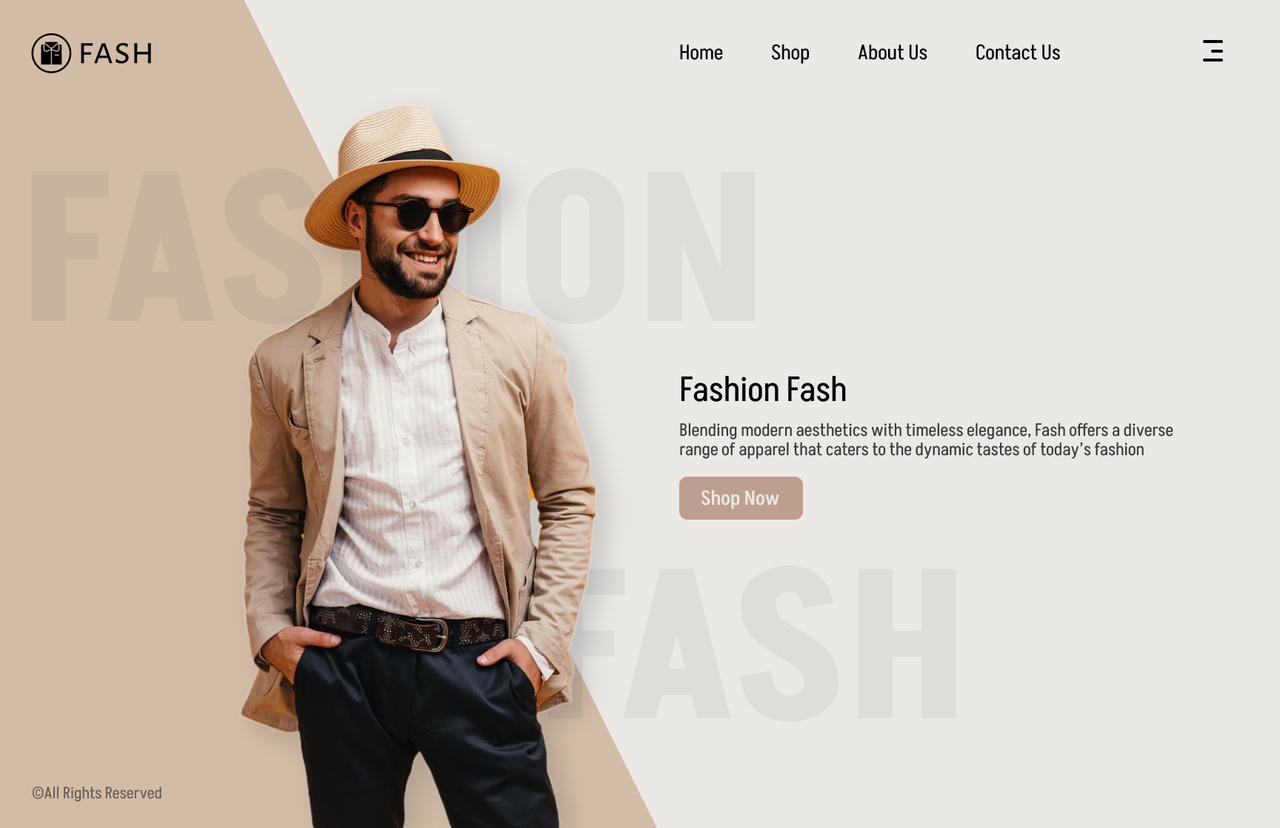 FASH
Home
Shop
About Us
Contact Us
FASHION
Fashion Fash
Blending modern aesthetics with timeless elegance, Fash offers a diverse
range of apparel that caters to the dynamic tastes of today's fashion
Shop Now
FASH
©All Rights Reserved